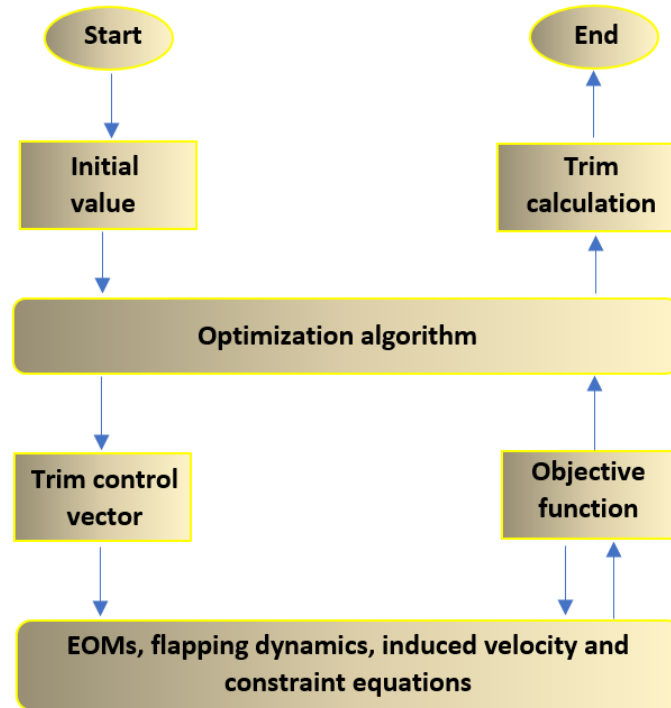 Start
End
Initial
value
Trim
calculation
Optimization algorithm
Trim control
vector
Objective
function
EOMs, flapping dynamics, induced velocity and
constraint equations